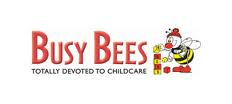 BUSY BEES
TOTALLY DEVOTED TO CHILDCARE